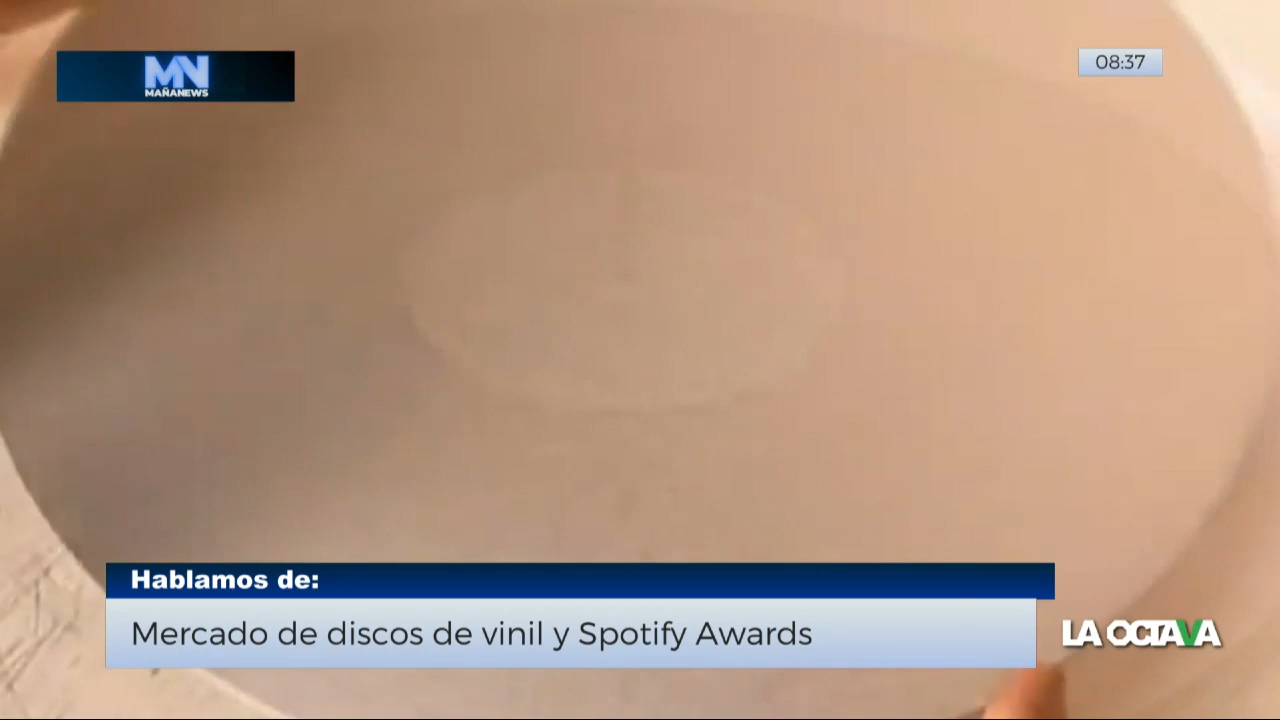 MN
MAÑANEWS
08:37
Hablamos de:
Mercado de discos de vinil y Spotify Awards
LA OCTAVA